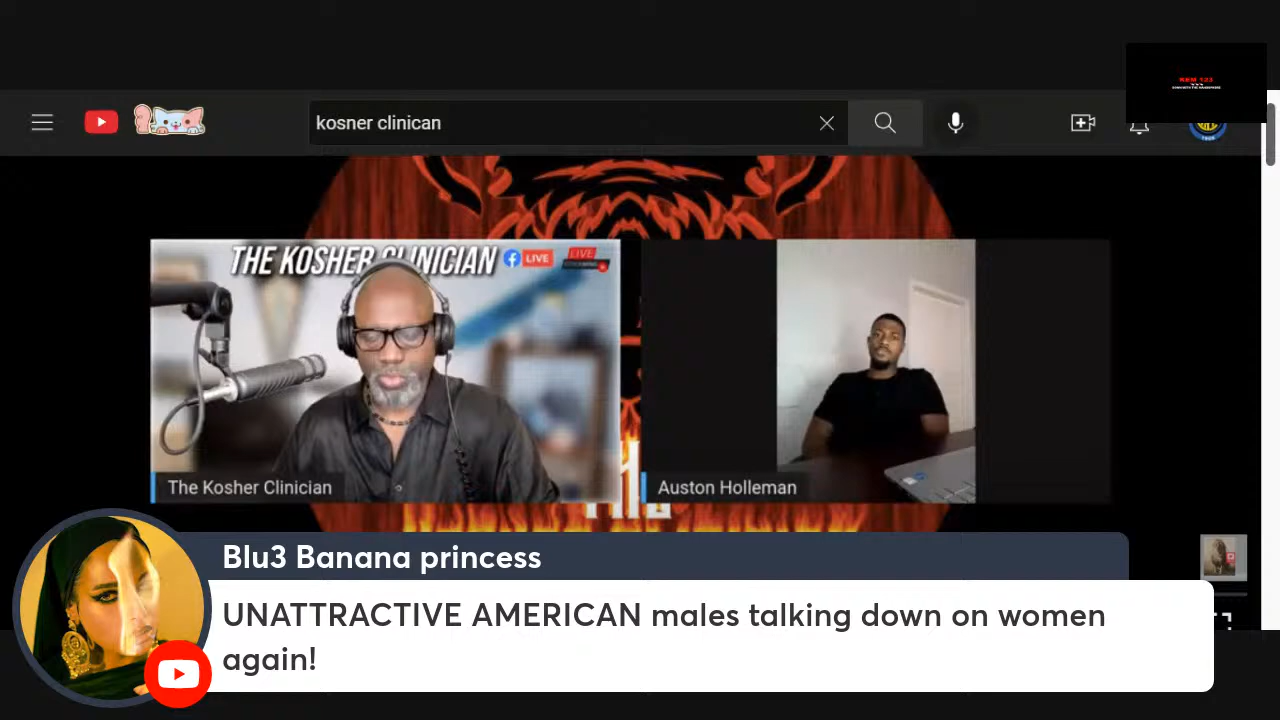 kosner clinican
THE KOSHER CLINICIAN
LIVE
LIVE
The Kosher Clinician
Auston Holleman
Blu3 Banana princess
UNATTRACTIVE AMERICAN males talking down on women
again!